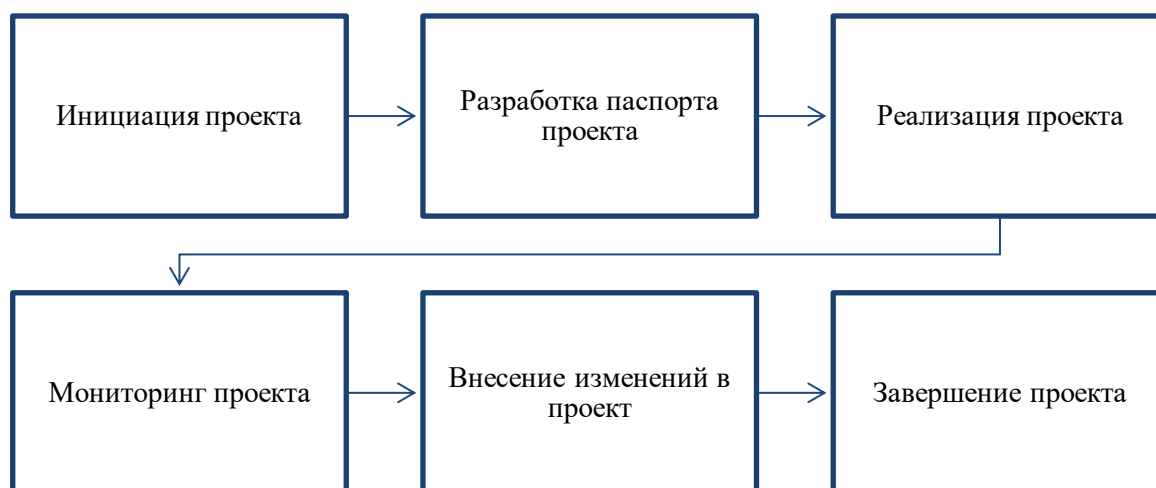 Инициация проекта
Разработка паспорта
проекта
Реализация проекта
Мониторинг проекта
Внесение изменений в
проект
Завершение проекта